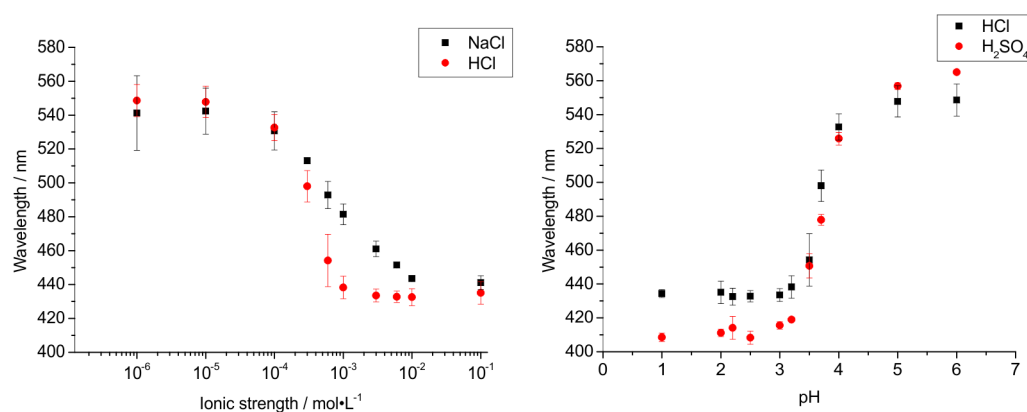 NaCl
HCl
580
560
540
520
500
480
460
440
420
400
Wavelength / nm
10⁻⁶
10⁻⁵
10⁻⁴
10⁻³
10⁻²
10⁻¹
Ionic strength / mol•L⁻¹
HCl
H₂SO₄
580
560
540
520
500
480
460
440
420
400
Wavelength / nm
0 1 2 3 4 5 6 7
pH